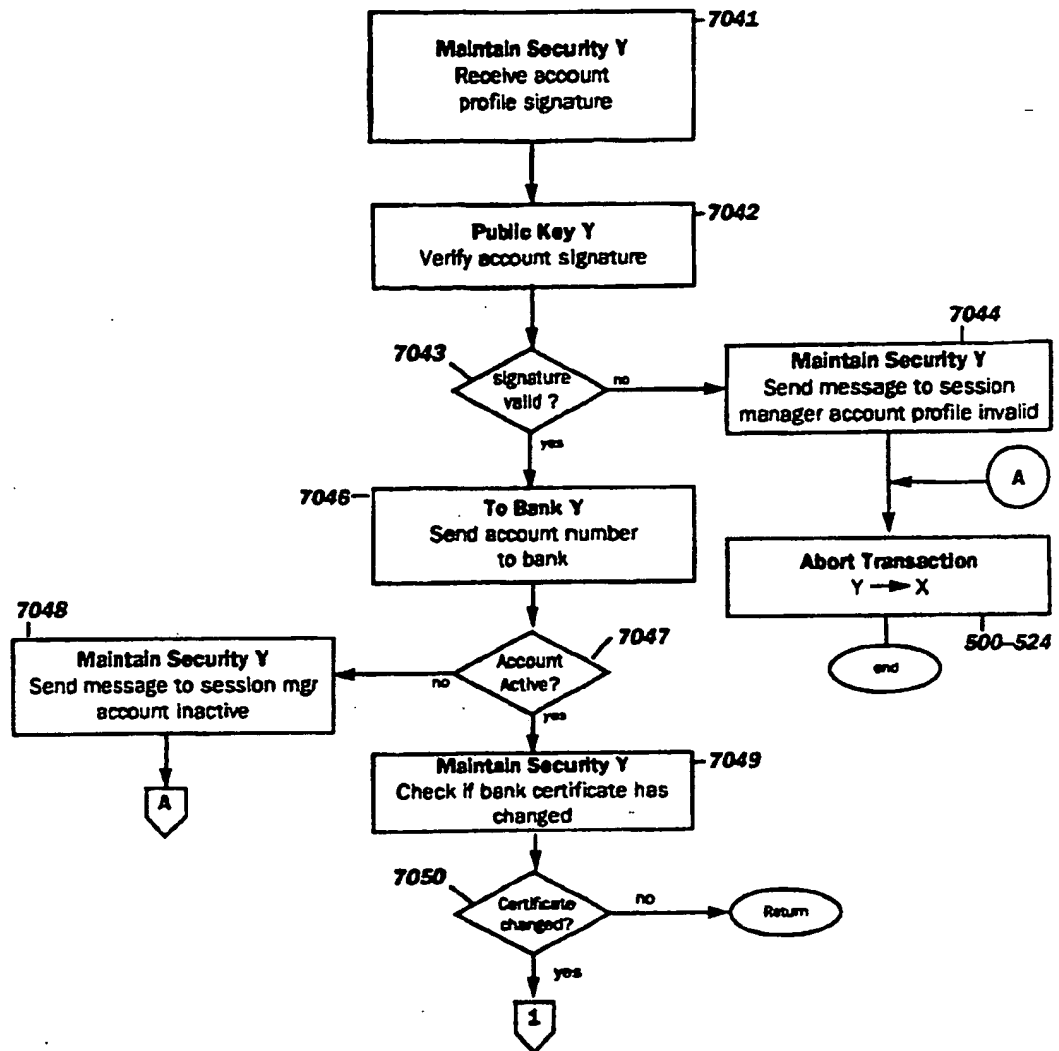 7041
Maintain Security Y
Receive account
profile signature
7042
Public Key Y
Verify account signature
7043
signature
valid ?
no
yes
7044
Maintain Security Y
Send message to session
manager account profile invalid
A
Abort Transaction
Y → X
500–524
end
7046
To Bank Y
Send account number
to bank
7047
Account
Active?
no
yes
7048
Maintain Security Y
Send message to session mgr
account inactive
A
7049
Maintain Security Y
Check if bank certificate has
changed
7050
Certificate
changed?
no
Return
yes
1